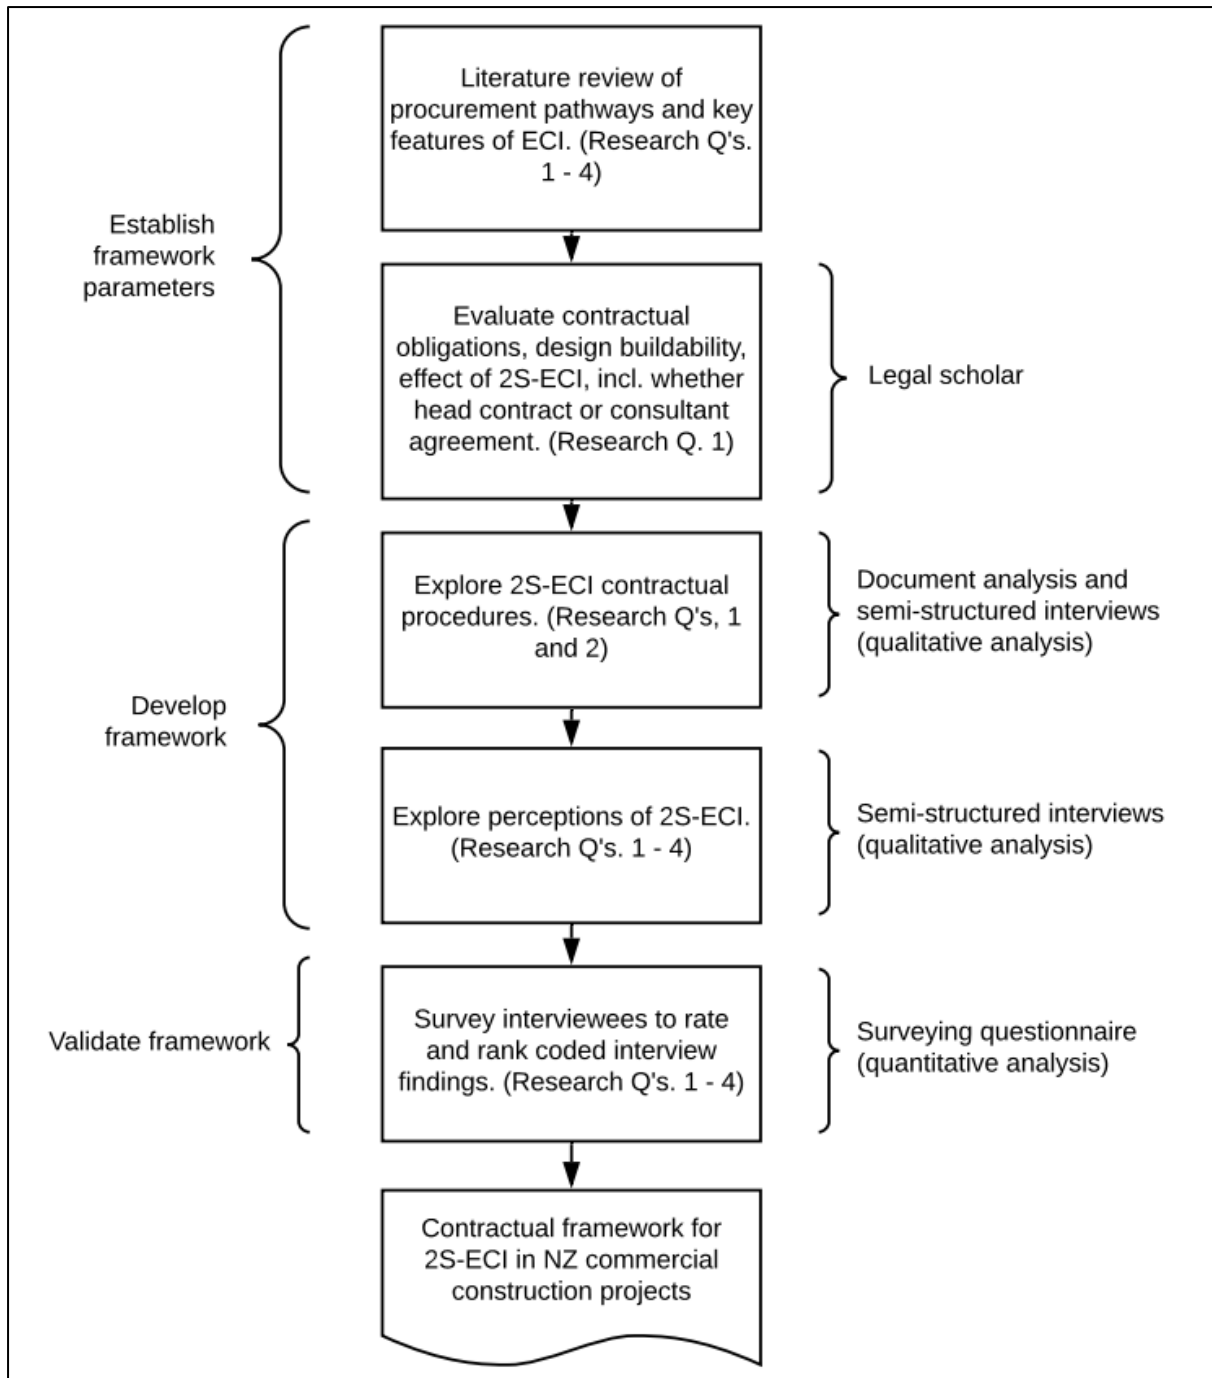 Literature review of
procurement pathways and key
features of ECI. (Research Q's.
1 - 4)
Establish
framework
parameters
Evaluate contractual
obligations, design buildability,
effect of 2S-ECI, incl. whether
head contract or consultant
agreement. (Research Q. 1)
Legal scholar
Explore 2S-ECI contractual
procedures. (Research Q's, 1
and 2)
Document analysis and
semi-structured interviews
(qualitative analysis)
Develop
framework
Explore perceptions of 2S-ECI.
(Research Q's. 1 - 4)
Semi-structured interviews
(qualitative analysis)
Validate framework
Survey interviewees to rate
and rank coded interview
findings. (Research Q's. 1 - 4)
Surveying questionnaire
(quantitative analysis)
Contractual framework for
2S-ECI in NZ commercial
construction projects